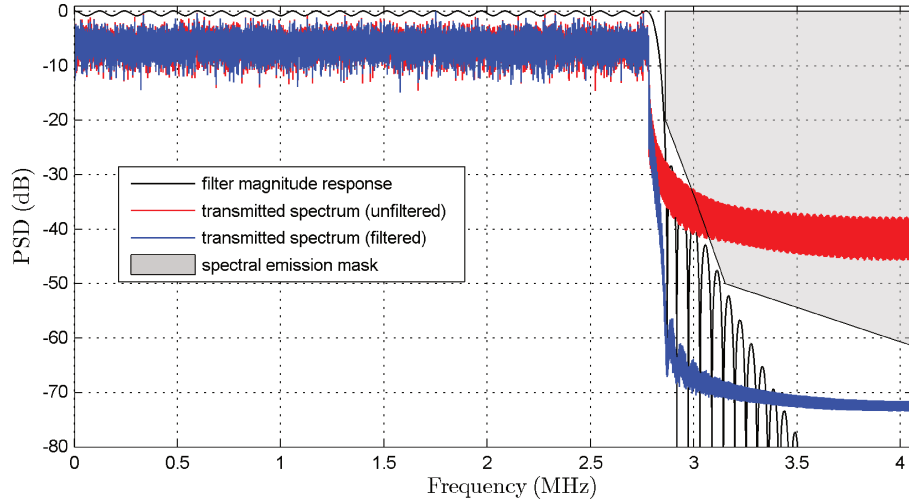 0
-10
-20
-30
-40
-50
-60
-70
-80
PSD (dB)
filter magnitude response
transmitted spectrum (unfiltered)
transmitted spectrum (filtered)
spectral emission mask
0 0.5 1 1.5 2 2.5 3 3.5 4
Frequency (MHz)